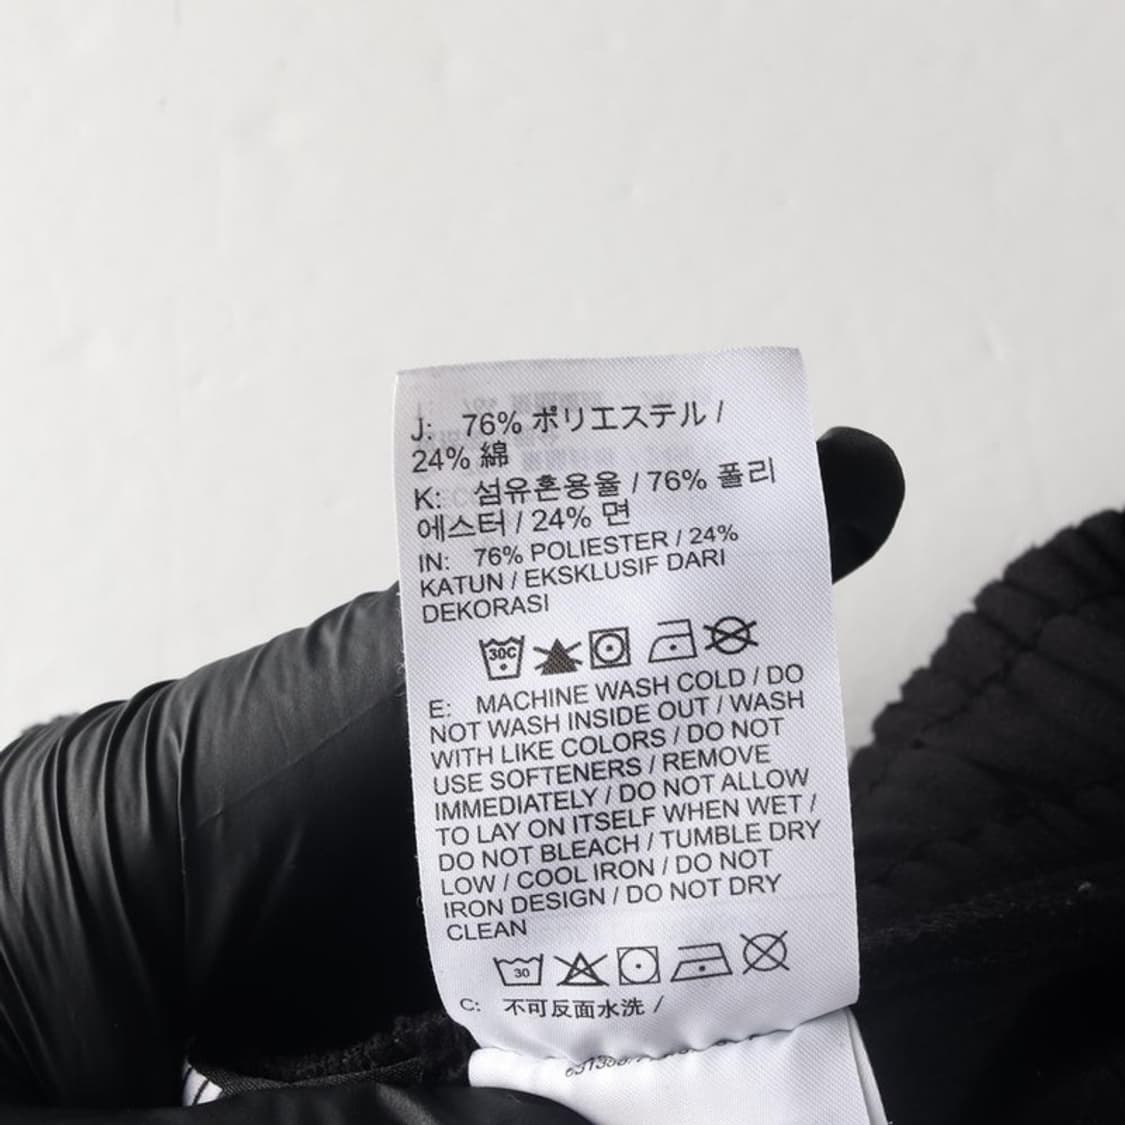 J: 76% ポリエステル /
24% 綿
K: 섬유혼용율 / 76% 폴리
에스터 / 24% 면
IN: 76% POLIESTER / 24%
KATUN / EKSKLUSIF DARI
DEKORASI
30C
E: MACHINE WASH COLD / DO
NOT WASH INSIDE OUT / WASH
WITH LIKE COLORS / DO NOT
USE SOFTENERS / REMOVE
IMMEDIATELY / DO NOT ALLOW
TO LAY ON ITSELF WHEN WET /
DO NOT BLEACH / TUMBLE DRY
LOW / COOL IRON / DO NOT
IRON DESIGN / DO NOT DRY
CLEAN
30
C: 不可反面水洗 /